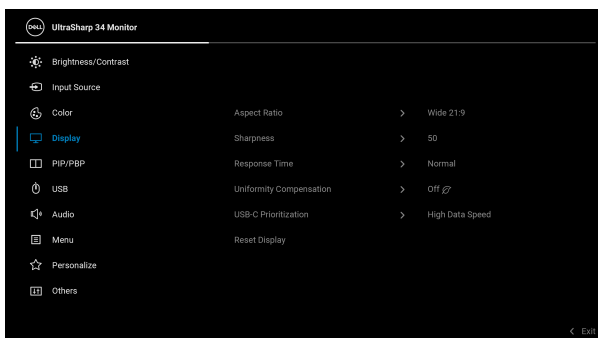 DELL UltraSharp 34 Monitor
Brightness/Contrast
Input Source
Color
Aspect Ratio > Wide 21:9
Display
Sharpness > 50
PIP/PBP
Response Time > Normal
USB
Uniformity Compensation > Off
Audio
USB-C Prioritization > High Data Speed
Menu
Reset Display
Personalize
Others
< Exit